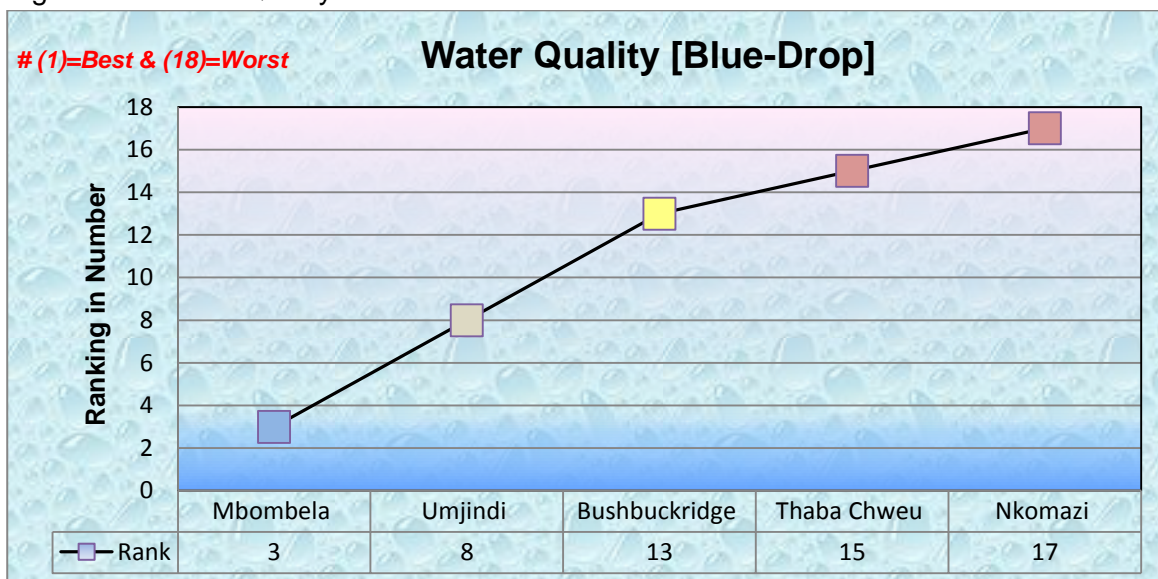 # (1)=Best & (18)=Worst
Water Quality [Blue-Drop]
Ranking in Number
18
16
14
12
10
8
6
4
2
0
Mbombela Umjindi Bushbuckridge Thaba Chweu Nkomazi
Rank 3 8 13 15 17